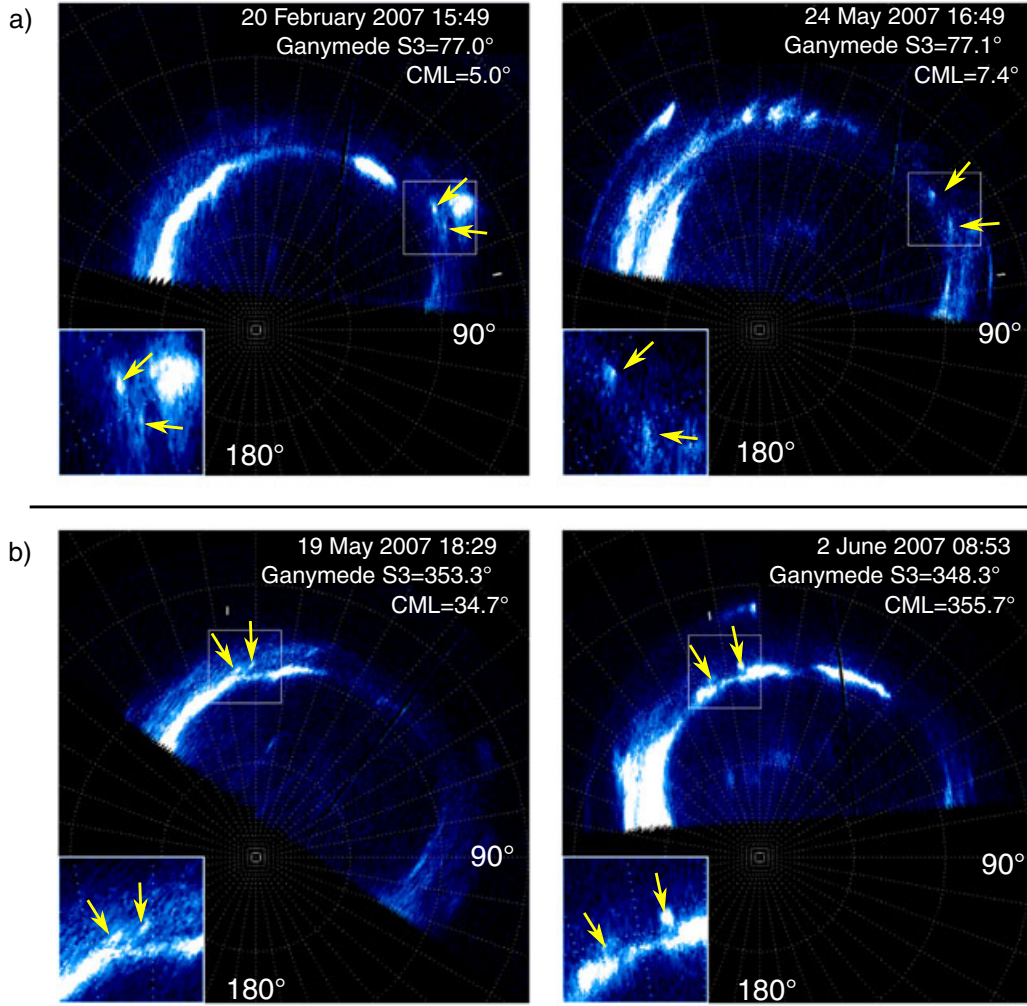 a)
20 February 2007 15:49
Ganymede S3=77.0°
CML=5.0°
90°
180°
24 May 2007 16:49
Ganymede S3=77.1°
CML=7.4°
90°
180°
b)
19 May 2007 18:29
Ganymede S3=353.3°
CML=34.7°
90°
180°
2 June 2007 08:53
Ganymede S3=348.3°
CML=355.7°
90°
180°